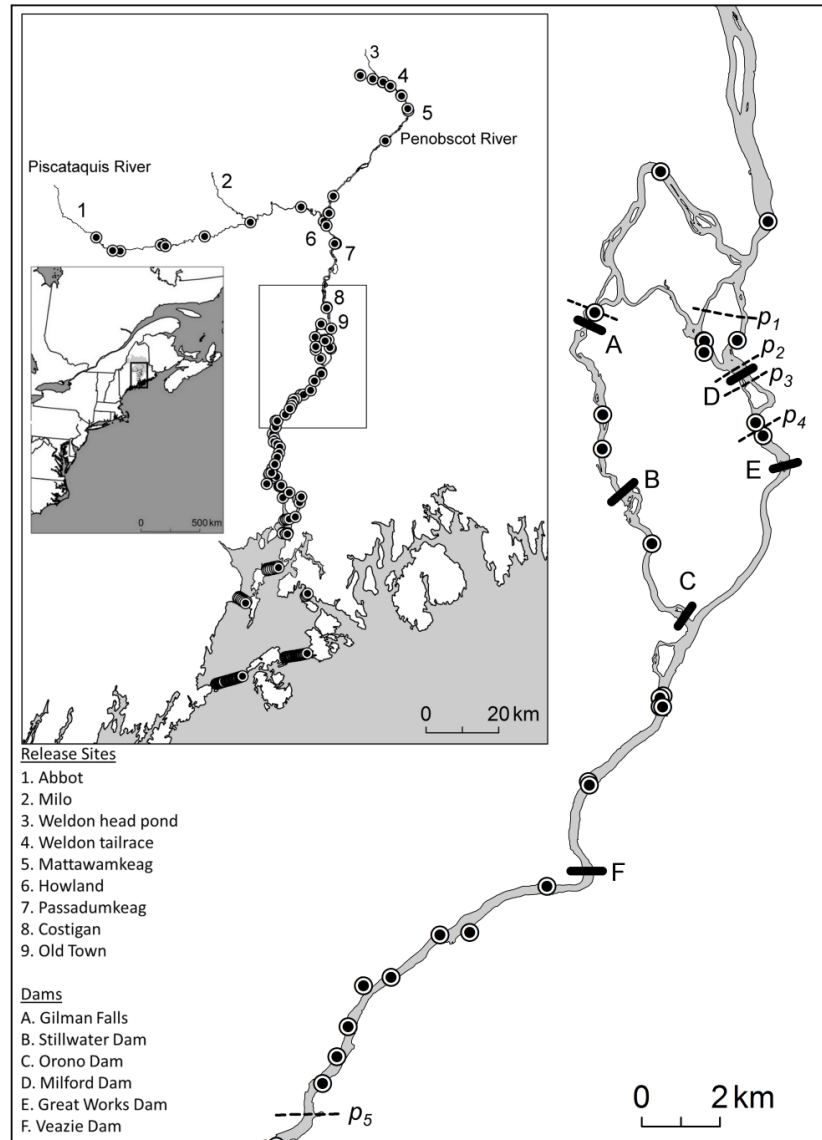 3
4
5
Penobscot River
Piscataquis River
2
1
6
7
8
9
0 500 km
0 20 km
Release Sites
1. Abbot
2. Milo
3. Weldon head pond
4. Weldon tailrace
5. Mattawamkeag
6. Howland
7. Passadumkeag
8. Costigan
9. Old Town
Dams
A. Gilman Falls
B. Stillwater Dam
C. Orono Dam
D. Milford Dam
E. Great Works Dam
F. Veazie Dam
p1
A
p2
p3
D
p4
E
B
C
F
p5
0 2 km